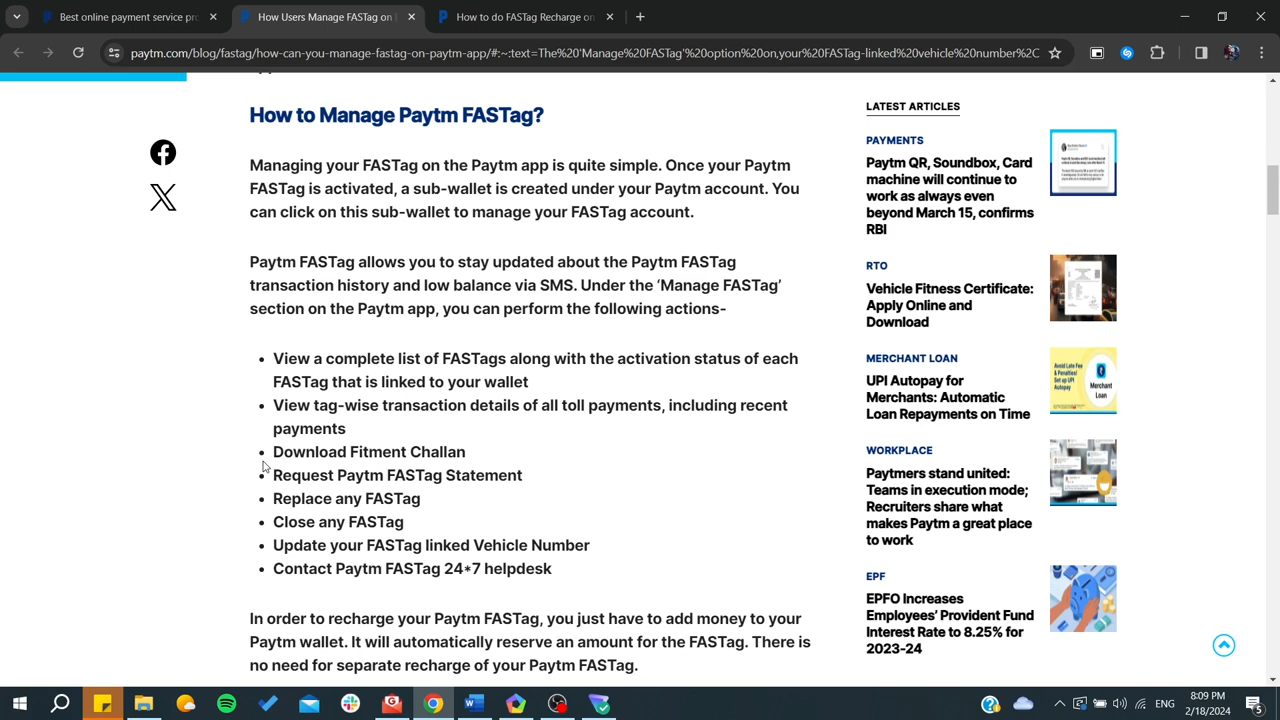 Best online payment service pr
How to do FASTag Recharge on
paytm.com/blog/fastag/how-can-you-manage-fastag-on-paytm-app/#:~:text=The%20'Manage%20FASTag'%20option%20on,your%20FASTag-linked%20vehicle%20number%2C
How to Manage Paytm FASTag?
Managing your FASTag on the Paytm app is quite simple. Once your Paytm
FASTag is activated, a sub-wallet is created under your Paytm account. You
can click on this sub-wallet to manage your FASTag account.
Paytm FASTag allows you to stay updated about the Paytm FASTag
transaction history and low balance via SMS. Under the ‘Manage FASTag’
section on the Paytm app, you can perform the following actions-
• View a complete list of FASTags along with the activation status of each
FASTag that is linked to your wallet
• View tag-wise transaction details of all toll payments, including recent
payments
• Download Fitment Challan
• Request Paytm FASTag Statement
• Replace any FASTag
• Close any FASTag
• Update your FASTag linked Vehicle Number
• Contact Paytm FASTag 24*7 helpdesk
In order to recharge your Paytm FASTag, you just have to add money to your
Paytm wallet. It will automatically reserve an amount for the FASTag. There is
no need for separate recharge of your Paytm FASTag.
LATEST ARTICLES
PAYMENTS
Paytm QR, Soundbox, Card
machine will continue to
work as always even
beyond March 15, confirms
RBI
RTO
Vehicle Fitness Certificate:
Apply Online and
Download
MERCHANT LOAN
UPI Autopay for
Merchants: Automatic
Loan Repayments on Time
Avoid Late Fee
& Penalties!
Set up UPI
Autopay
Merchant
Loan
WORKPLACE
Paytmers stand united:
Teams in execution mode;
Recruiters share what
makes Paytm a great place
to work
EPF
EPFO Increases
Employees’ Provident Fund
Interest Rate to 8.25% for
2023-24
ENG
8:09 PM
2/18/2024